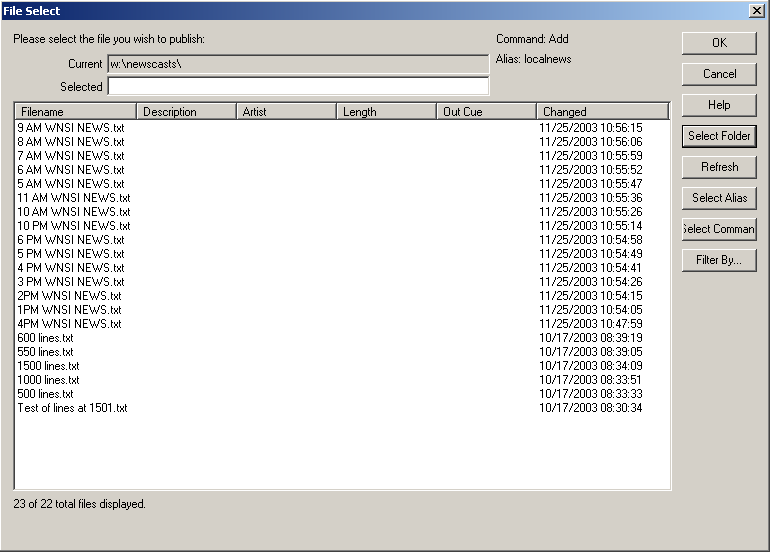 File Select
Please select the file you wish to publish:
Command: Add
Current w:\newscasts\
Alias: localnews
Selected
OK
Cancel
Help
Select Folder
Refresh
Select Alias
Select Comman
Filter By...
Filename Description Artist Length Out Cue Changed
9 AM WNSI NEWS.txt 11/25/2003 10:56:15
8 AM WNSI NEWS.txt 11/25/2003 10:56:06
7 AM WNSI NEWS.txt 11/25/2003 10:55:59
6 AM WNSI NEWS.txt 11/25/2003 10:55:52
5 AM WNSI NEWS.txt 11/25/2003 10:55:47
11 AM WNSI NEWS.txt 11/25/2003 10:55:36
10 AM WNSI NEWS.txt 11/25/2003 10:55:26
10 PM WNSI NEWS.txt 11/25/2003 10:55:14
6 PM WNSI NEWS.txt 11/25/2003 10:54:58
5 PM WNSI NEWS.txt 11/25/2003 10:54:49
4 PM WNSI NEWS.txt 11/25/2003 10:54:41
3 PM WNSI NEWS.txt 11/25/2003 10:54:26
2PM WNSI NEWS.txt 11/25/2003 10:54:15
1PM WNSI NEWS.txt 11/25/2003 10:54:05
4PM WNSI NEWS.txt 11/25/2003 10:47:59
600 lines.txt 10/17/2003 08:39:19
550 lines.txt 10/17/2003 08:39:05
1500 lines.txt 10/17/2003 08:34:09
1000 lines.txt 10/17/2003 08:33:51
500 lines.txt 10/17/2003 08:33:33
Test of lines at 1501.txt 10/17/2003 08:30:34
23 of 22 total files displayed.